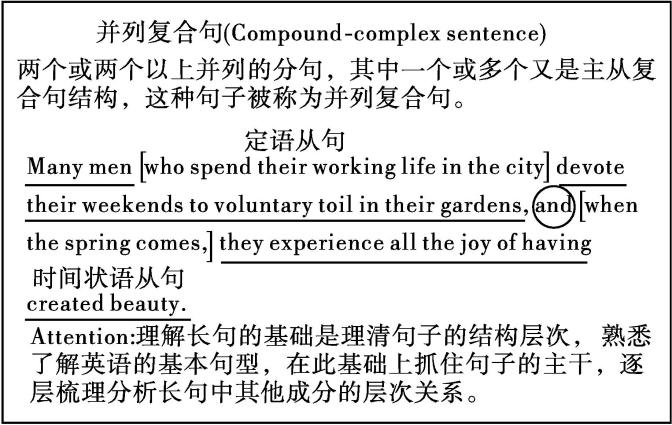 并列复合句(Compound-complex sentence)
两个或两个以上并列的分句，其中一个或多个又是主从复
合句结构，这种句子被称为并列复合句。
定语从句
Many men [who spend their working life in the city] devote
their weekends to voluntary toil in their gardens, and [when
the spring comes,] they experience all the joy of having
时间状语从句
created beauty.
Attention:理解长句的基础是理清句子的结构层次，熟悉
了解英语的基本句型，在此基础上抓住句子的主干，逐
层梳理分析长句中其他成分的层次关系。